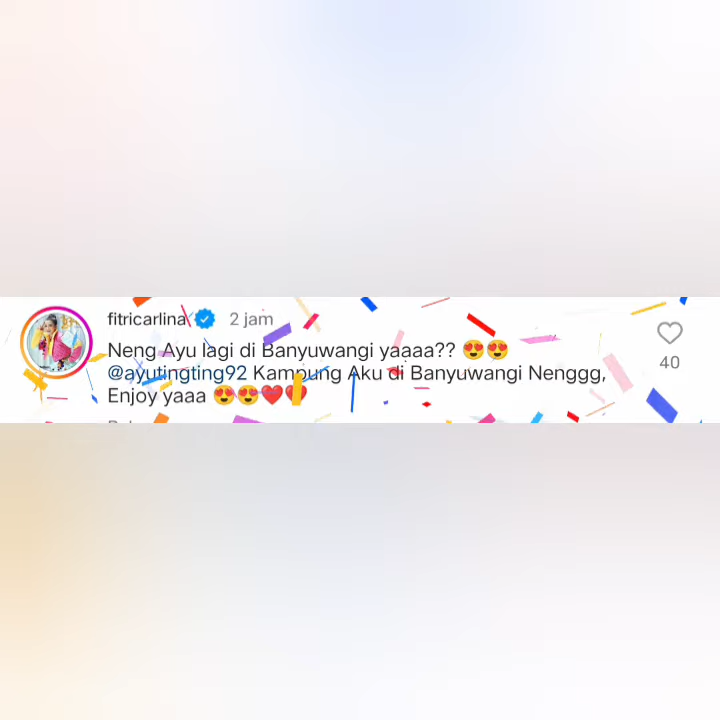 fitricarlina 2 jam
Neng Ayu lagi di Banyuwangi yaaaa?? 😍😍
@ayutingting92 Kampung Aku di Banyuwangi Nenggg,
Enjoy yaaa 😍😍❤️❤️
40